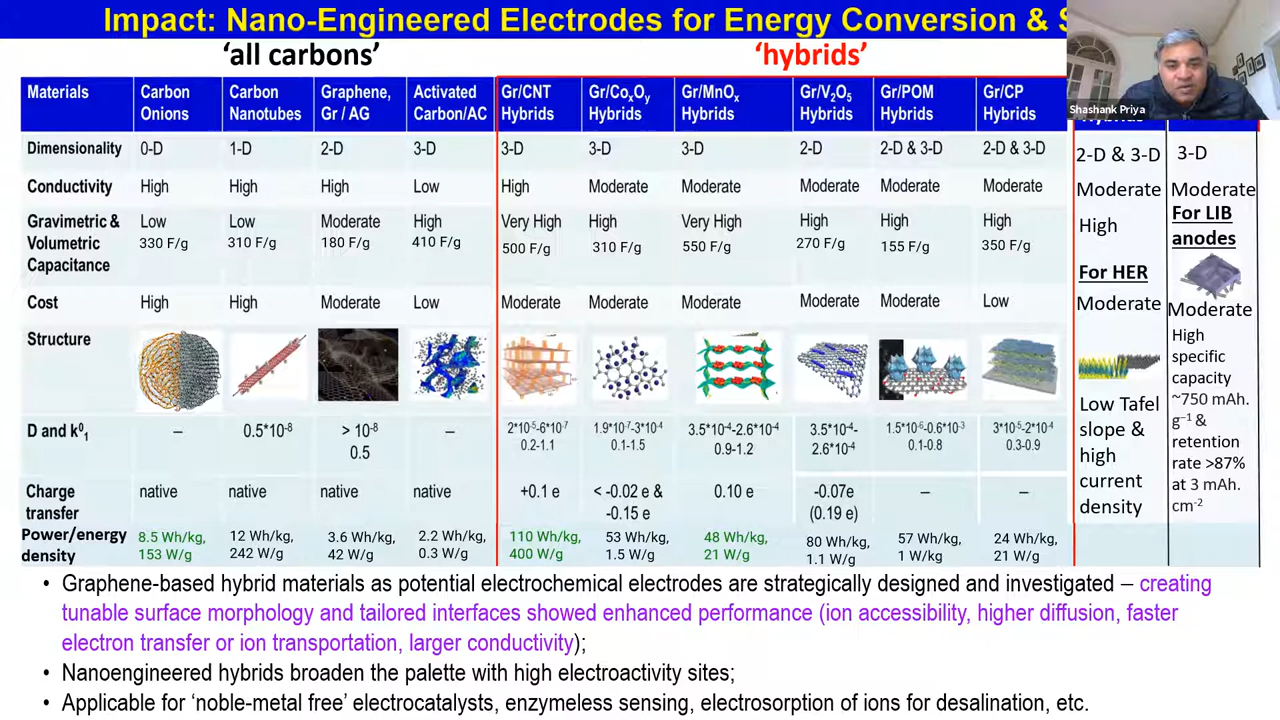 Impact: Nano-Engineered Electrodes for Energy Conversion & S
Shashank Priya
'all carbons'
'hybrids'
Materials
Carbon Onions
Carbon Nanotubes
Graphene, Gr / AG
Activated Carbon/AC
Gr/CNT Hybrids
Gr/CoxOy Hybrids
Gr/MnOx Hybrids
Gr/V2O5 Hybrids
Gr/POM Hybrids
Gr/CP Hybrids
Dimensionality 0-D 1-D 2-D 3-D 3-D 3-D 3-D 2-D 2-D & 3-D 2-D & 3-D 2-D & 3-D 3-D
Conductivity High High High Low High Moderate Moderate Moderate Moderate Moderate Moderate Moderate
Gravimetric & Volumetric Capacitance
Low 330 F/g
Low 310 F/g
Moderate 180 F/g
High 410 F/g
Very High 500 F/g
High 310 F/g
Very High 550 F/g
High 270 F/g
High 155 F/g
High 350 F/g
High
For LIB anodes
For HER
Cost High High Moderate Low Moderate Moderate Moderate Moderate Moderate Low Moderate Moderate
Structure
D and k⁰₁
–
0.5*10⁻⁸
> 10⁻⁸ 0.5
–
2*10⁻⁵-6*10⁻⁷ 0.2-1.1
1.9*10⁻⁷-3*10⁻⁴ 0.1-1.5
3.5*10⁻⁴-2.6*10⁻⁴ 0.9-1.2
3.5*10⁻⁴-2.6*10⁻⁴
1.5*10⁻⁶-0.6*10⁻³ 0.1-0.8
3*10⁻⁵-2*10⁻⁴ 0.3-0.9
Low Tafel slope & high current density
High specific capacity ~750 mAh. g⁻¹ & retention rate >87% at 3 mAh. cm⁻²
Charge transfer
native
native
native
native
+0.1 e
< -0.02 e & -0.15 e
0.10 e
-0.07e (0.19 e)
–
–
Power/energy density
8.5 Wh/kg, 153 W/g
12 Wh/kg, 242 W/g
3.6 Wh/kg, 42 W/g
2.2 Wh/kg, 0.3 W/g
110 Wh/kg, 400 W/g
53 Wh/kg, 1.5 W/g
48 Wh/kg, 21 W/g
80 Wh/kg, 1.1 W/g
57 Wh/kg, 1 W/kg
24 Wh/kg, 21 W/g
• Graphene-based hybrid materials as potential electrochemical electrodes are strategically designed and investigated – creating
tunable surface morphology and tailored interfaces showed enhanced performance (ion accessibility, higher diffusion, faster
electron transfer or ion transportation, larger conductivity);
• Nanoengineered hybrids broaden the palette with high electroactivity sites;
• Applicable for 'noble-metal free' electrocatalysts, enzymeless sensing, electrosorption of ions for desalination, etc.